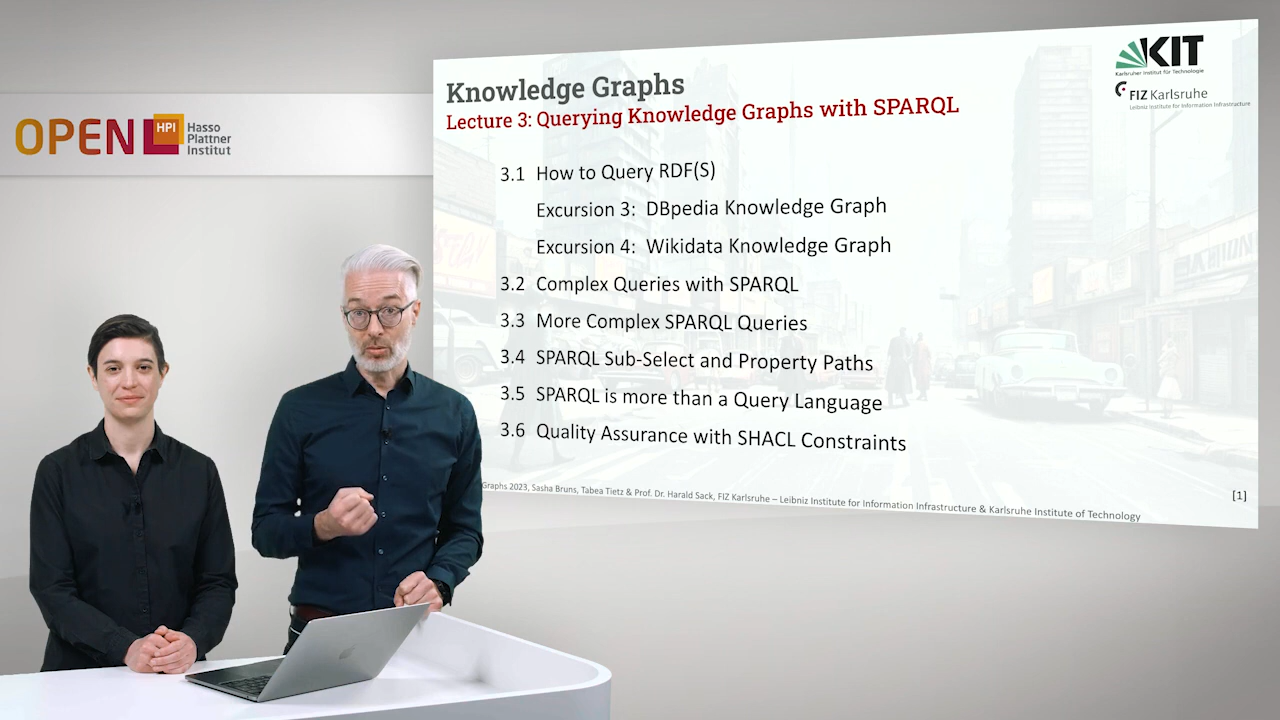 OPEN HPI Hasso
Plattner
Institut
Knowledge Graphs
Lecture 3: Querying Knowledge Graphs with SPARQL
KIT
Karlsruher Institut für Technologie
FIZ Karlsruhe
Leibniz Institute for Information Infrastructure
3.1 How to Query RDF(S)
Excursion 3: DBpedia Knowledge Graph
Excursion 4: Wikidata Knowledge Graph
3.2 Complex Queries with SPARQL
3.3 More Complex SPARQL Queries
3.4 SPARQL Sub-Select and Property Paths
3.5 SPARQL is more than a Query Language
3.6 Quality Assurance with SHACL Constraints
Graphs 2023, Sasha Bruns, Tabea Tietz & Prof. Dr. Harald Sack, FIZ Karlsruhe – Leibniz Institute for Information Infrastructure & Karlsruhe Institute of Technology
[1]